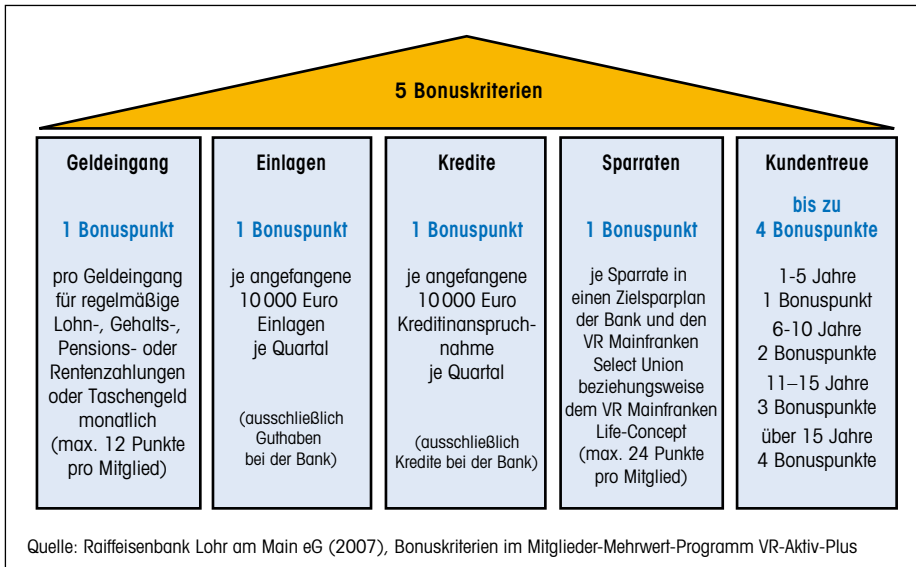 5 Bonuskriterien
Geldeingang
1 Bonuspunkt
pro Geldeingang
für regelmäßige
Lohn-, Gehalts-,
Pensions- oder
Rentenzahlungen
oder Taschengeld
monatlich
(max. 12 Punkte
pro Mitglied)
Einlagen
1 Bonuspunkt
je angefangene
10 000 Euro
Einlagen
je Quartal
(ausschließlich
Guthaben
bei der Bank)
Kredite
1 Bonuspunkt
je angefangene
10 000 Euro
Kreditinanspruch-
nahme
je Quartal
(ausschließlich
Kredite bei der Bank)
Sparraten
1 Bonuspunkt
je Sparrate in
einen Zielsparplan
der Bank und den
VR Mainfranken
Select Union
beziehungsweise
dem VR Mainfranken
Life-Concept
(max. 24 Punkte
pro Mitglied)
Kundentreue
bis zu
4 Bonuspunkte
1-5 Jahre
1 Bonuspunkt
6-10 Jahre
2 Bonuspunkte
11–15 Jahre
3 Bonuspunkte
über 15 Jahre
4 Bonuspunkte
Quelle: Raiffeisenbank Lohr am Main eG (2007), Bonuskriterien im Mitglieder-Mehrwert-Programm VR-Aktiv-Plus